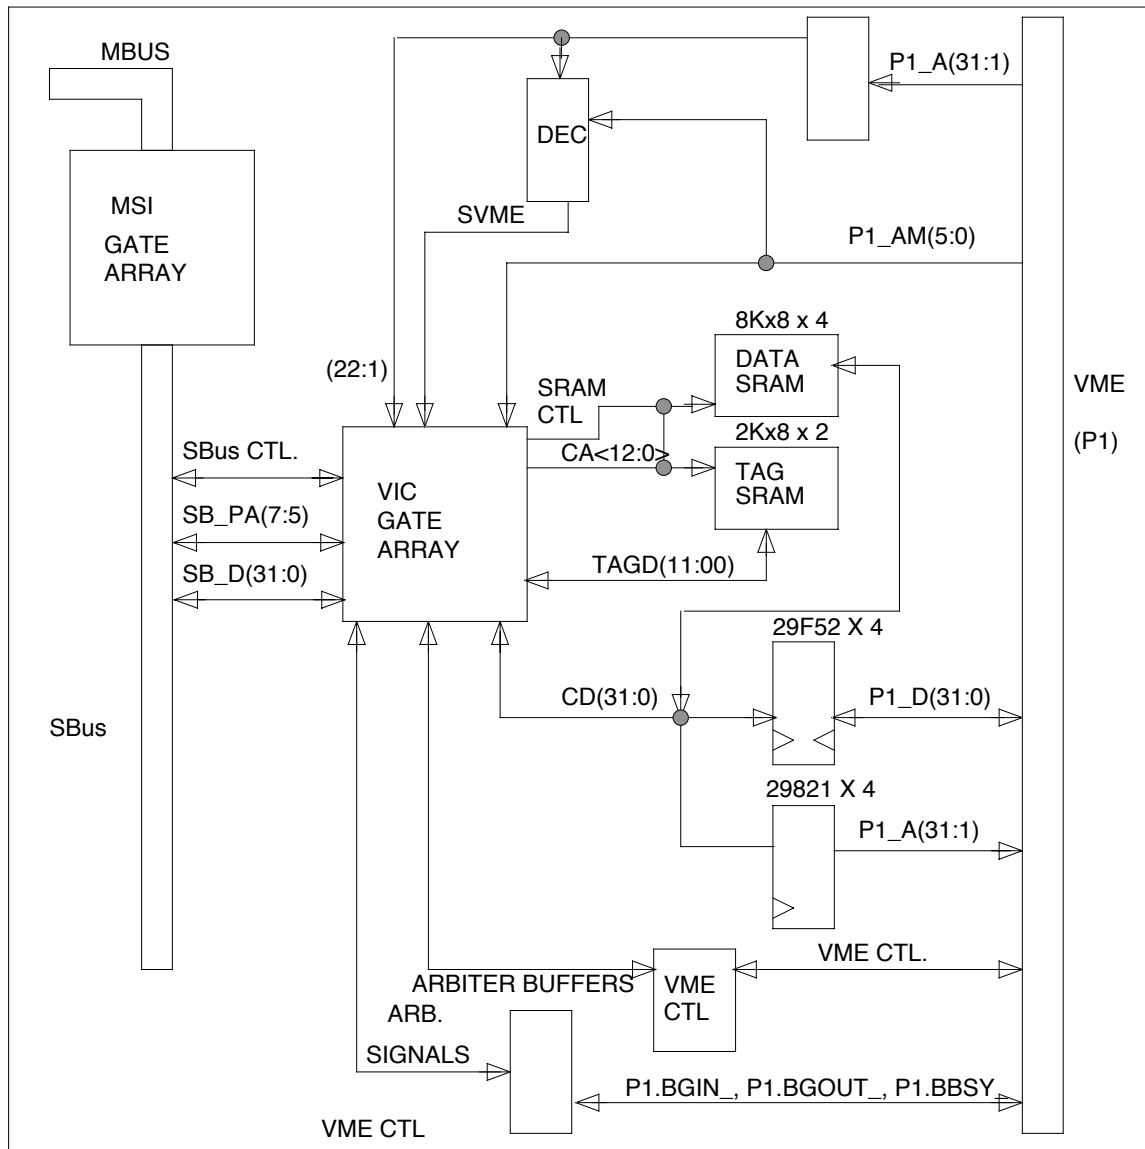 MBUS
P1_A(31:1)
DEC
MSI
GATE
ARRAY
SVME
P1_AM(5:0)
8Kx8 x 4
DATA
SRAM
(22:1)
SRAM
CTL
VME
(P1)
2Kx8 x 2
CA<12:0>
TAG
SRAM
SBus CTL.
VIC
GATE
ARRAY
SB_PA(7:5)
SB_D(31:0)
TAGD(11:00)
29F52 X 4
CD(31:0)
P1_D(31:0)
SBus
29821 X 4
P1_A(31:1)
VME CTL.
ARBITER BUFFERS
VME
CTL
ARB.
SIGNALS
P1.BGIN_, P1.BGOUT_, P1.BBSY_
VME CTL